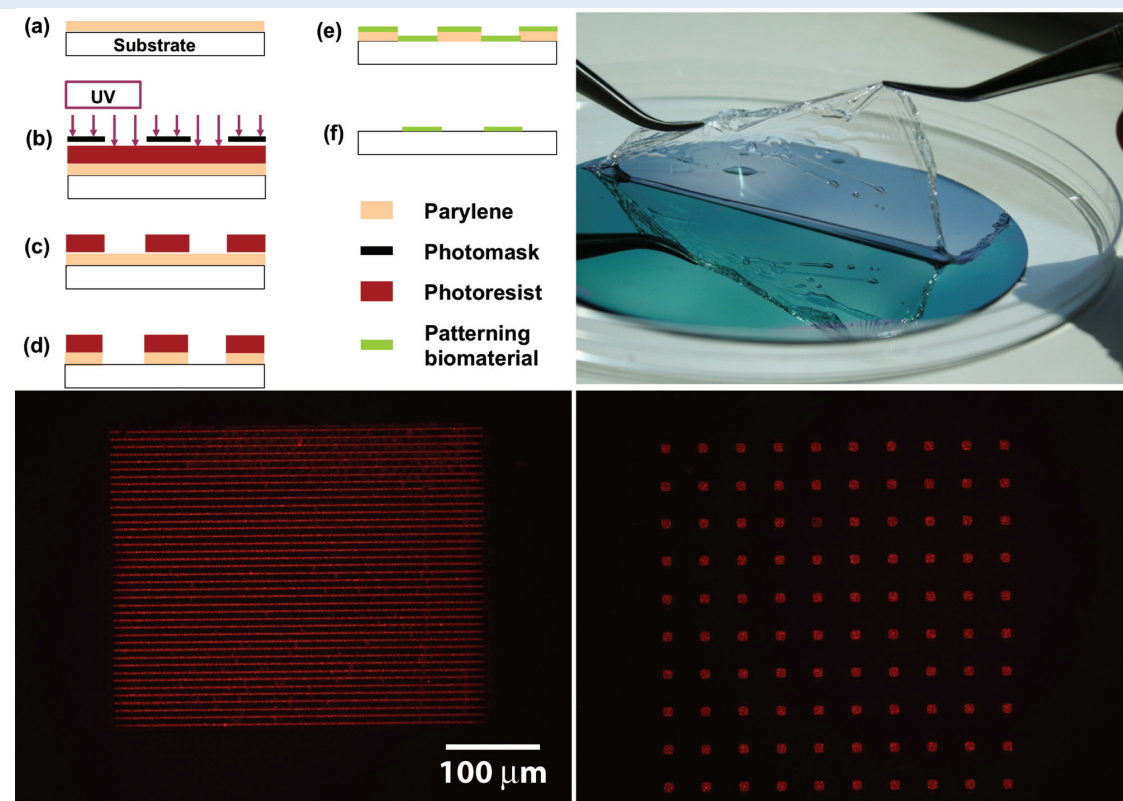 (a)
Substrate
UV
(b)
(c)
(d)
(e)
(f)
Parylene
Photomask
Photoresist
Patterning
biomaterial
100 μm